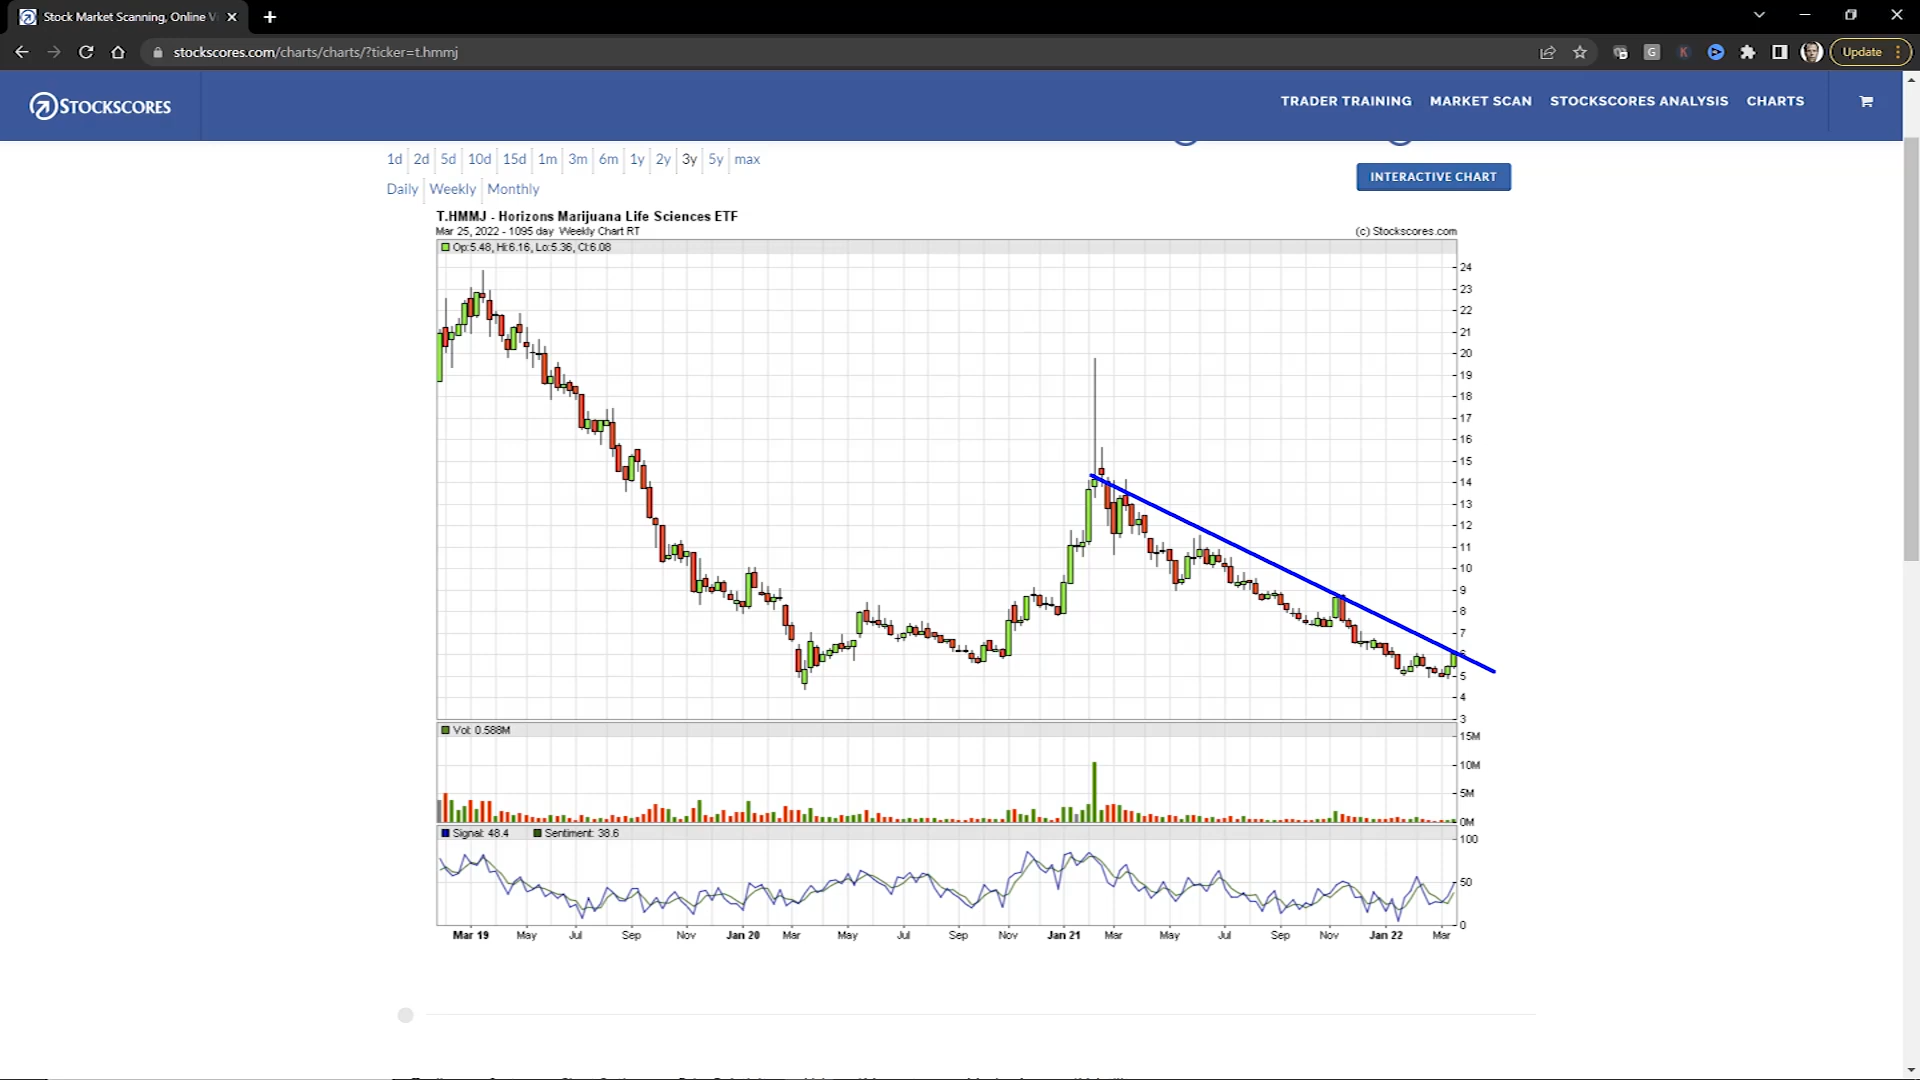 Stock Market Scanning, Online V
stockscores.com/charts/charts/?ticker=t.hmmj
G
K
Update
STOCKSCORES
TRADER TRAINING
MARKET SCAN
STOCKSCORES ANALYSIS
CHARTS
1d 2d 5d 10d 15d 1m 3m 6m 1y 2y 3y 5y max
INTERACTIVE CHART
Daily Weekly Monthly
T.HMMJ - Horizons Marijuana Life Sciences ETF
Mar 25, 2022 - 1095 day Weekly Chart RT
(c) Stockscores.com
Op:5.48, Hi:6.16, Lo:5.36, Cl:6.08
24
23
22
21
20
19
18
17
16
15
14
13
12
11
10
9
8
7
5
4
3
Vol: 0.588M
15M
10M
5M
0M
Signal: 48.4 Sentiment: 38.6
100
50
0
Mar 19 May Jul Sep Nov Jan 20 Mar May Jul Sep Nov Jan 21 Mar May Jul Sep Nov Jan 22 Mar